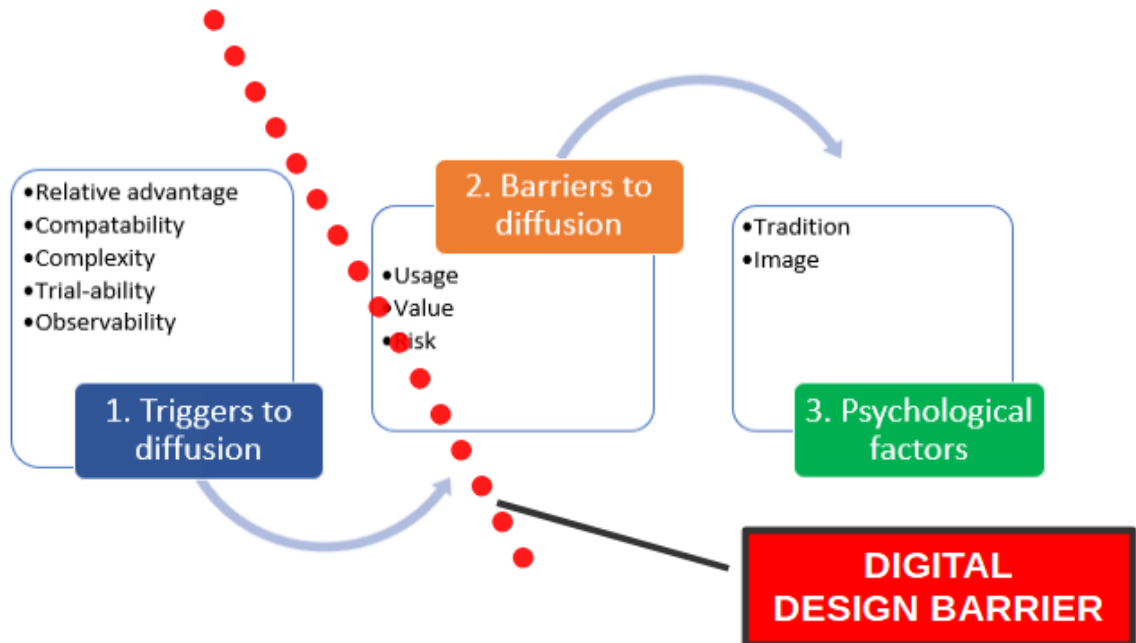 •Relative advantage
•Compatability
•Complexity
•Trial-ability
•Observability
1. Triggers to
diffusion
2. Barriers to
diffusion
•Usage
•Value
•Risk
•Tradition
•Image
3. Psychological
factors
DIGITAL
DESIGN BARRIER